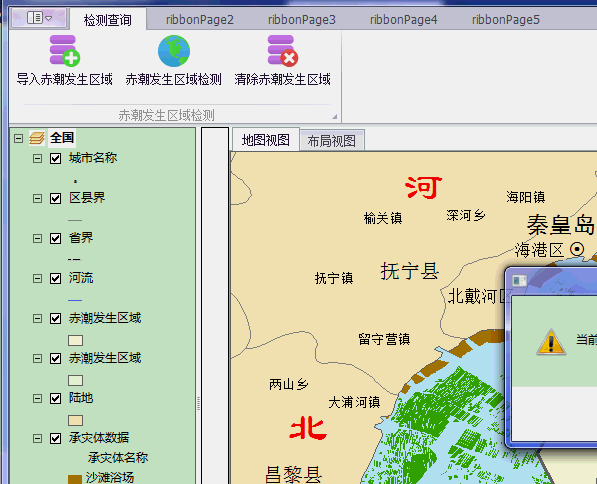 检测查询 ribbonPage2 ribbonPage3 ribbonPage4 ribbonPage5
导入赤潮发生区域 赤潮发生区域检测 清除赤潮发生区域
赤潮发生区域检测
全国
城市名称
区县界
省界
河流
赤潮发生区域
赤潮发生区域
陆地
承灾体数据
承灾体名称
沙滩浴场
地图视图 布局视图
河
海阳镇
榆关镇
深河乡
秦皇岛
海港区
抚宁县
抚宁镇
北戴河区
留守营镇
两山乡
大浦河镇
北
昌黎县
当前